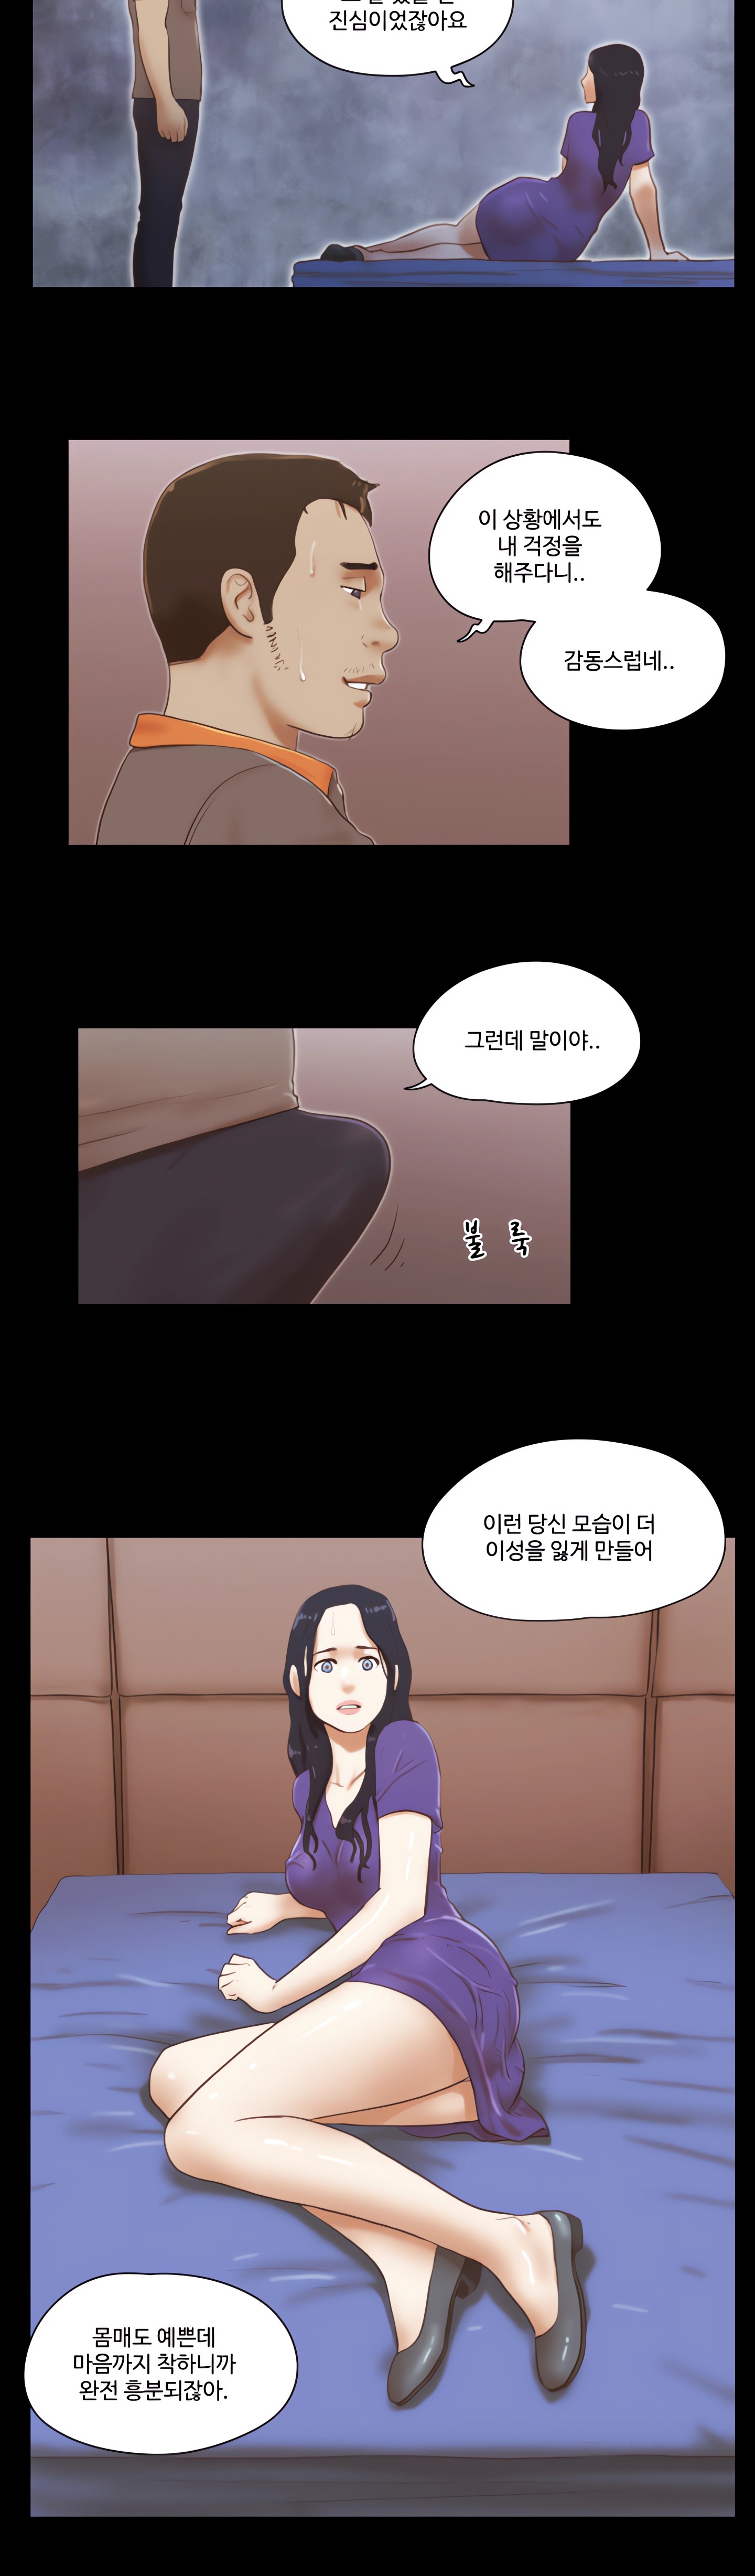 진심이었잖아요
이 상황에서도
내 걱정을
해주다니..
감동스럽네..
그런데 말이야..
불 룩
이런 당신 모습이 더
이성을 잃게 만들어
몸매도 예쁜데
마음까지 착하니까
완전 흥분되잖아.